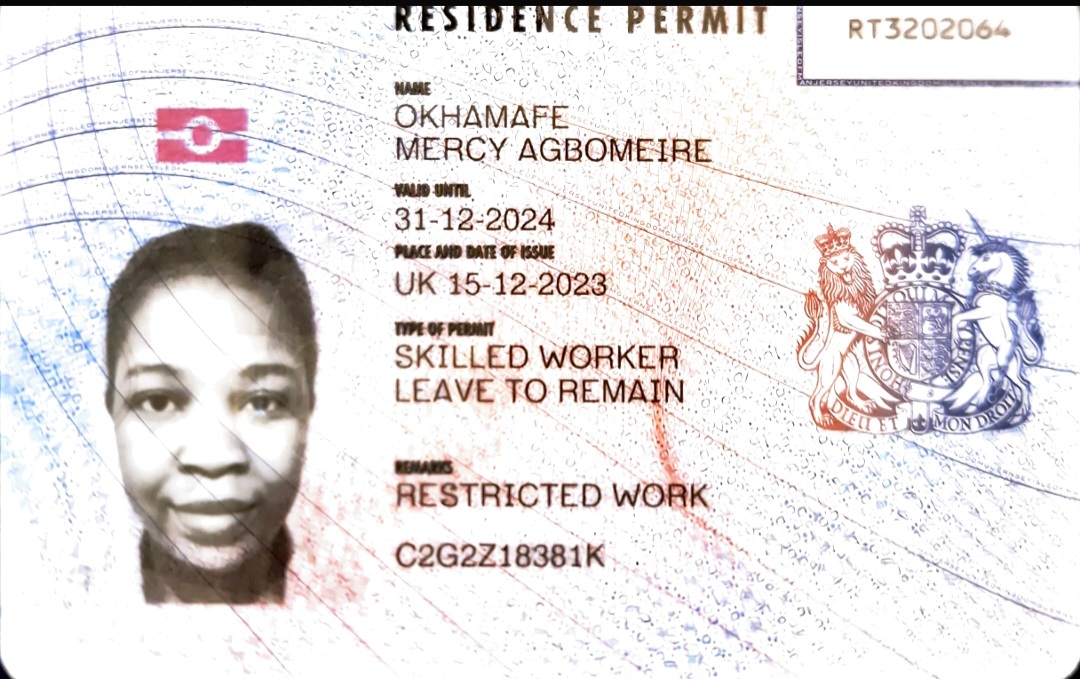 RESIDENCE PERMIT
RT3202064
NAME
OKHAMAFE
MERCY AGBOMEIRE
VALID UNTIL
31-12-2024
PLACE AND DATE OF ISSUE
UK 15-12-2023
TYPE OF PERMIT
SKILLED WORKER
LEAVE TO REMAIN
REMARKS
RESTRICTED WORK
C2G2Z18381K
DIEU ET MON DROIT